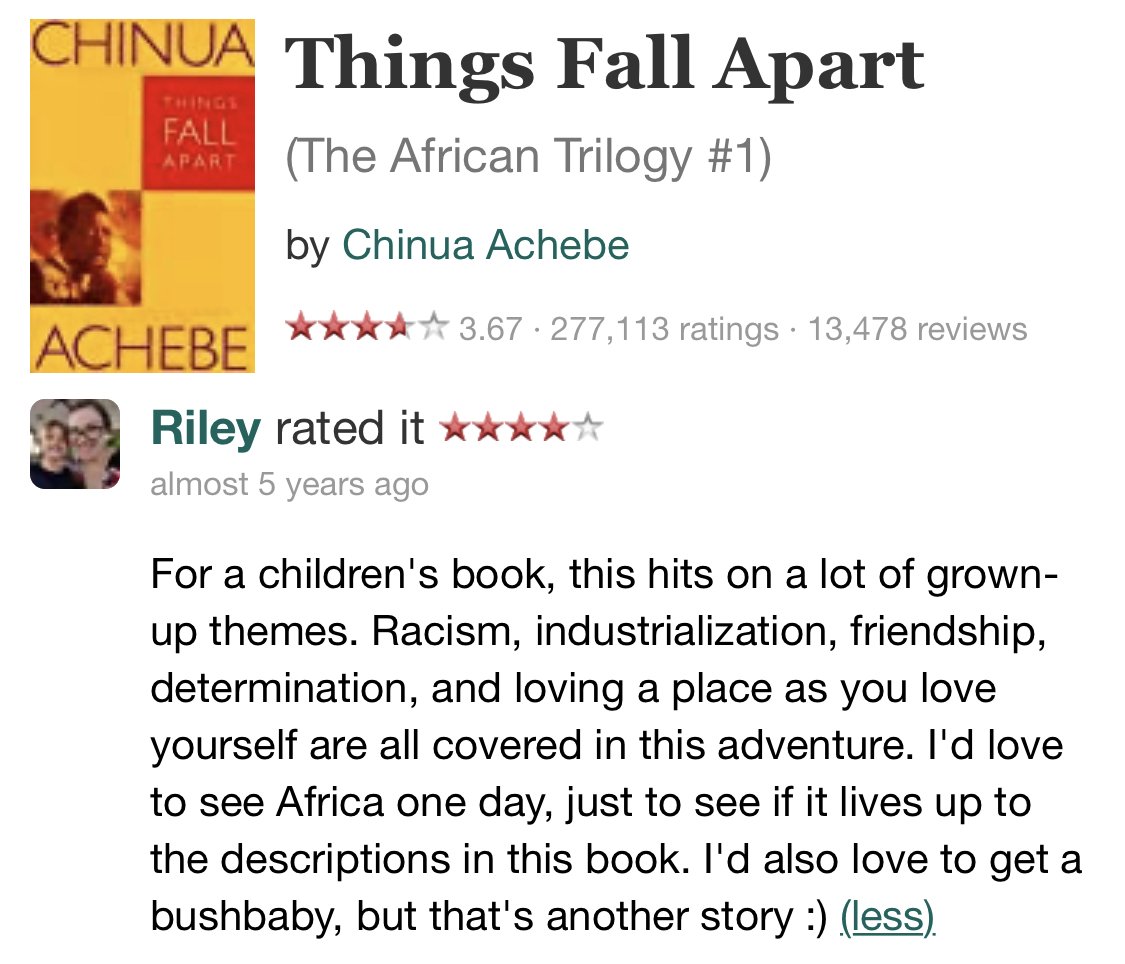 CHINUA
THINGS
FALL
APART
ACHEBE
Things Fall Apart
(The African Trilogy #1)
by Chinua Achebe
3.67 · 277,113 ratings · 13,478 reviews
Riley rated it
almost 5 years ago
For a children's book, this hits on a lot of grown-
up themes. Racism, industrialization, friendship,
determination, and loving a place as you love
yourself are all covered in this adventure. I'd love
to see Africa one day, just to see if it lives up to
the descriptions in this book. I'd also love to get a
bushbaby, but that's another story :) (less)